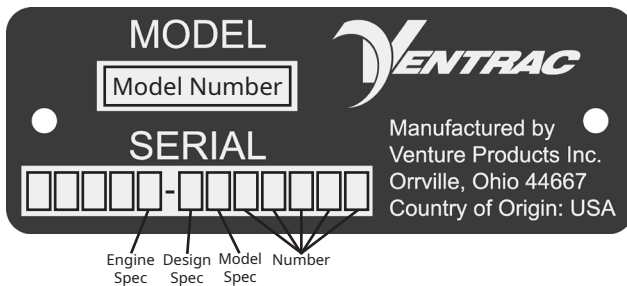 MODEL
Model Number
SERIAL
-
VENTRAC
Manufactured by
Venture Products Inc.
Orrville, Ohio 44667
Country of Origin: USA
Engine Spec
Design Spec
Model Spec
Number